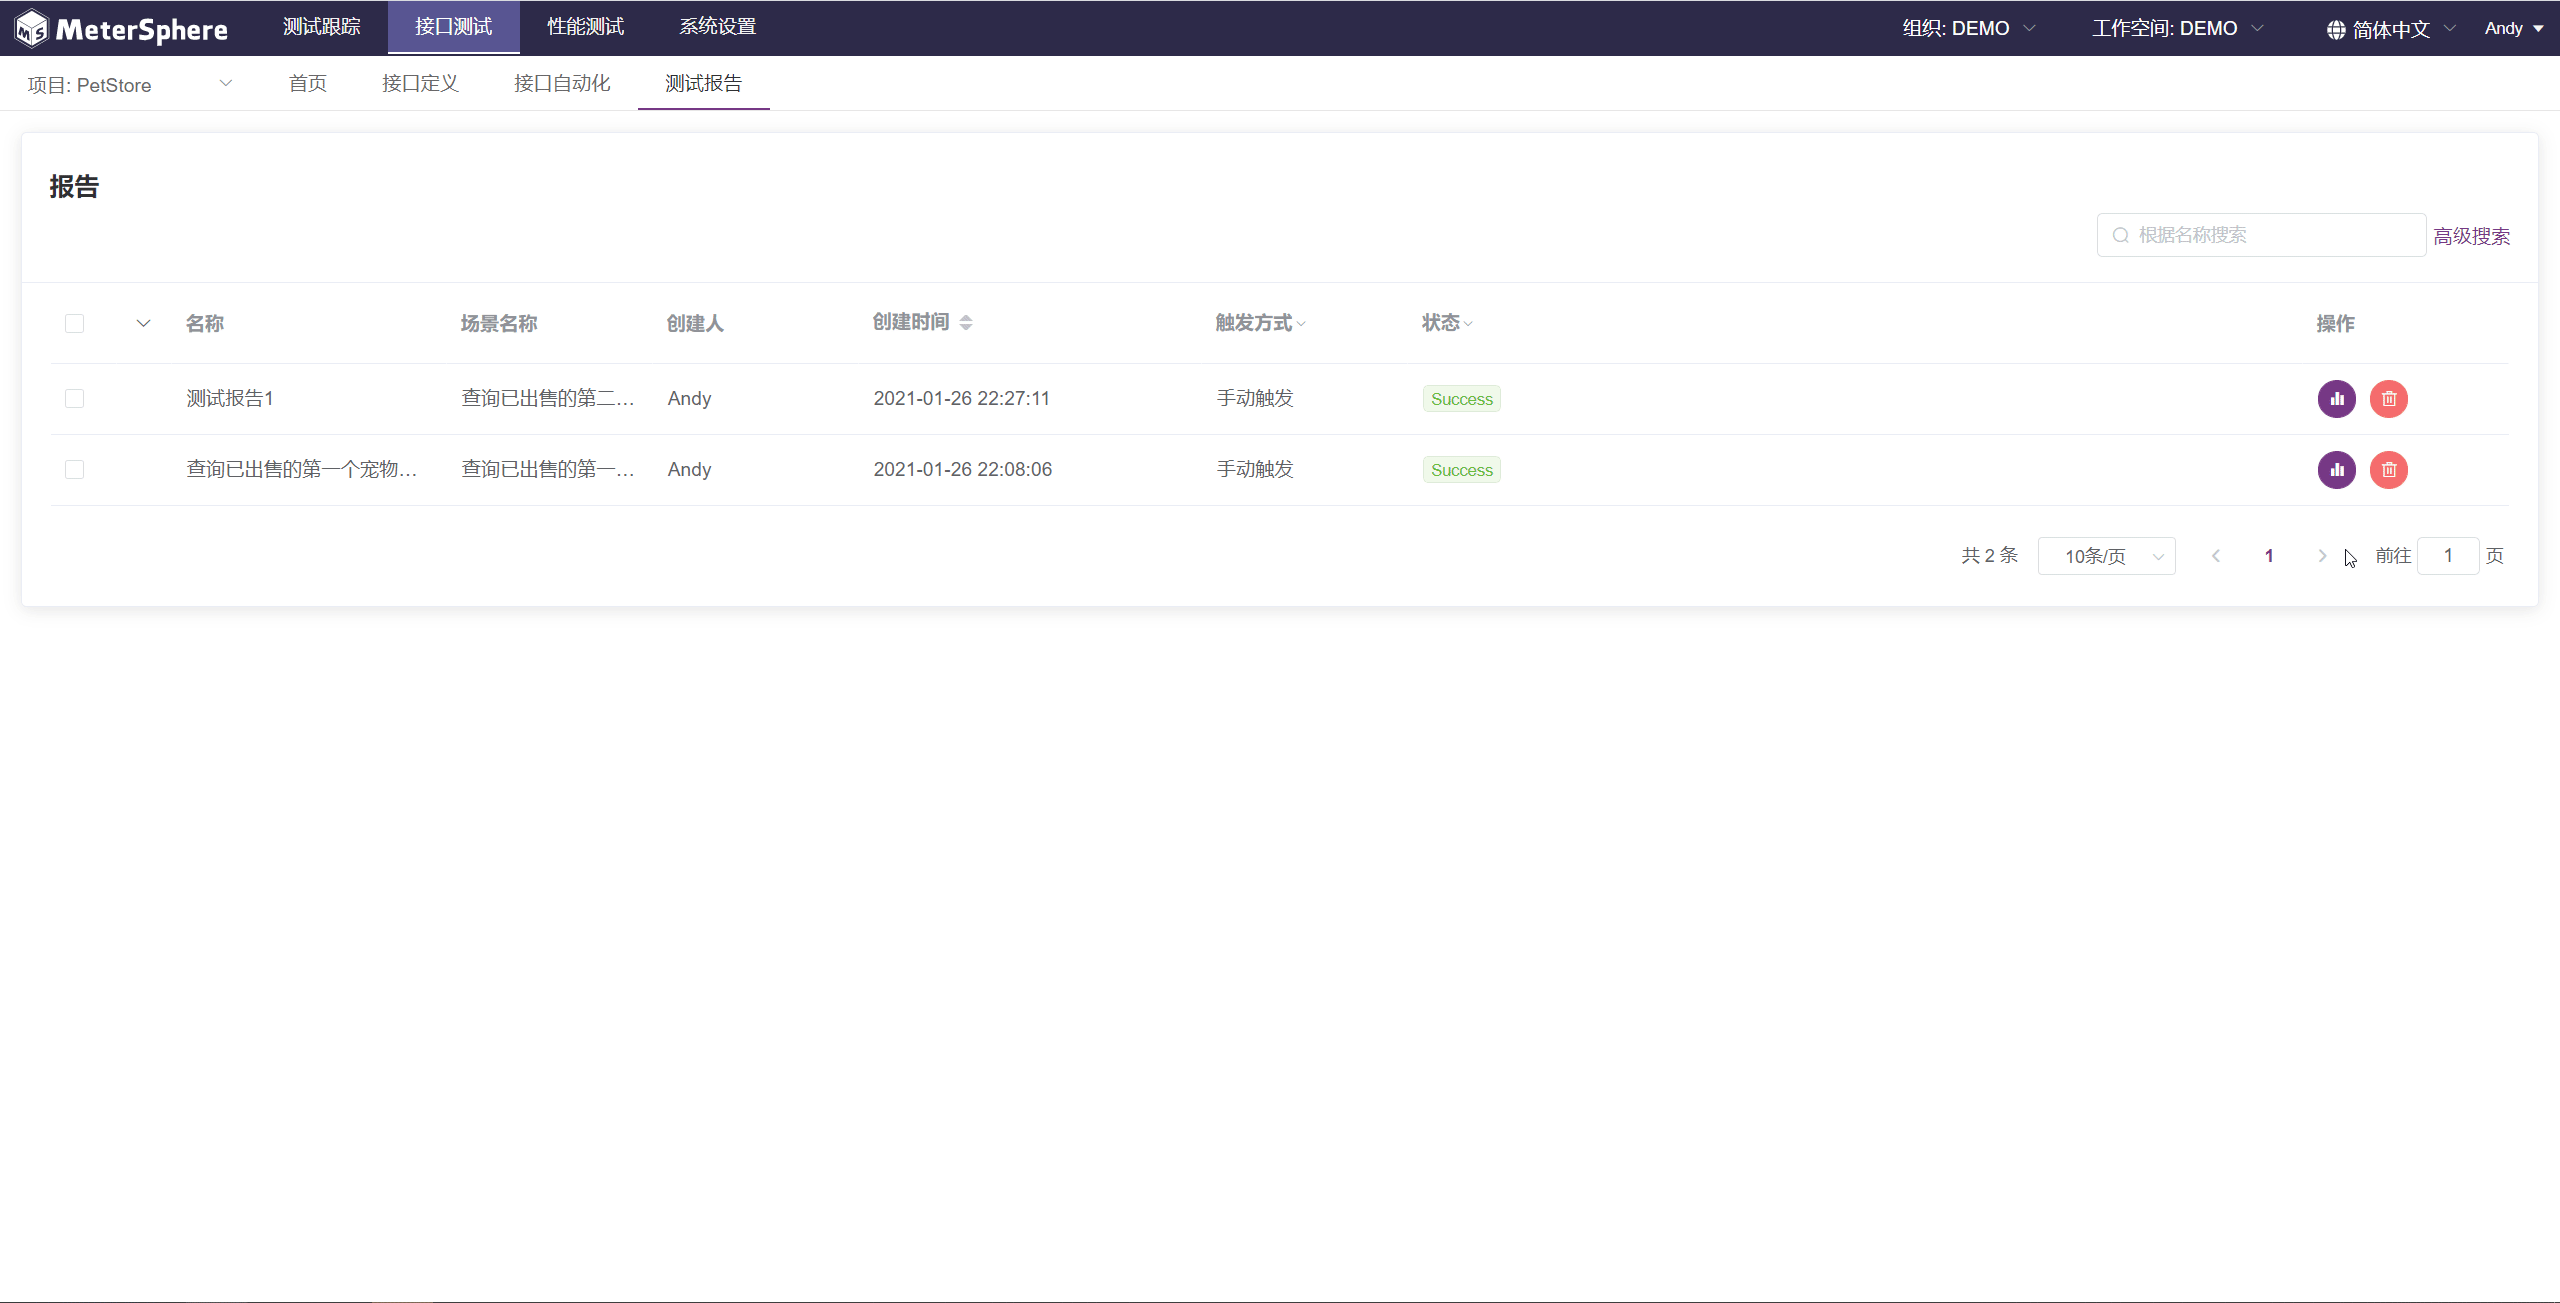 MeterSphere 测试跟踪 接口测试 性能测试 系统设置 组织: DEMO 工作空间: DEMO 简体中文 Andy
项目: PetStore 首页 接口定义 接口自动化 测试报告
报告
根据名称搜索 高级搜索
名称 场景名称 创建人 创建时间 触发方式 状态 操作
测试报告1 查询已出售的第二... Andy 2021-01-26 22:27:11 手动触发 Success
查询已出售的第一个宠物... 查询已出售的第一... Andy 2021-01-26 22:08:06 手动触发 Success
共 2 条 10条/页 1 前往 1 页